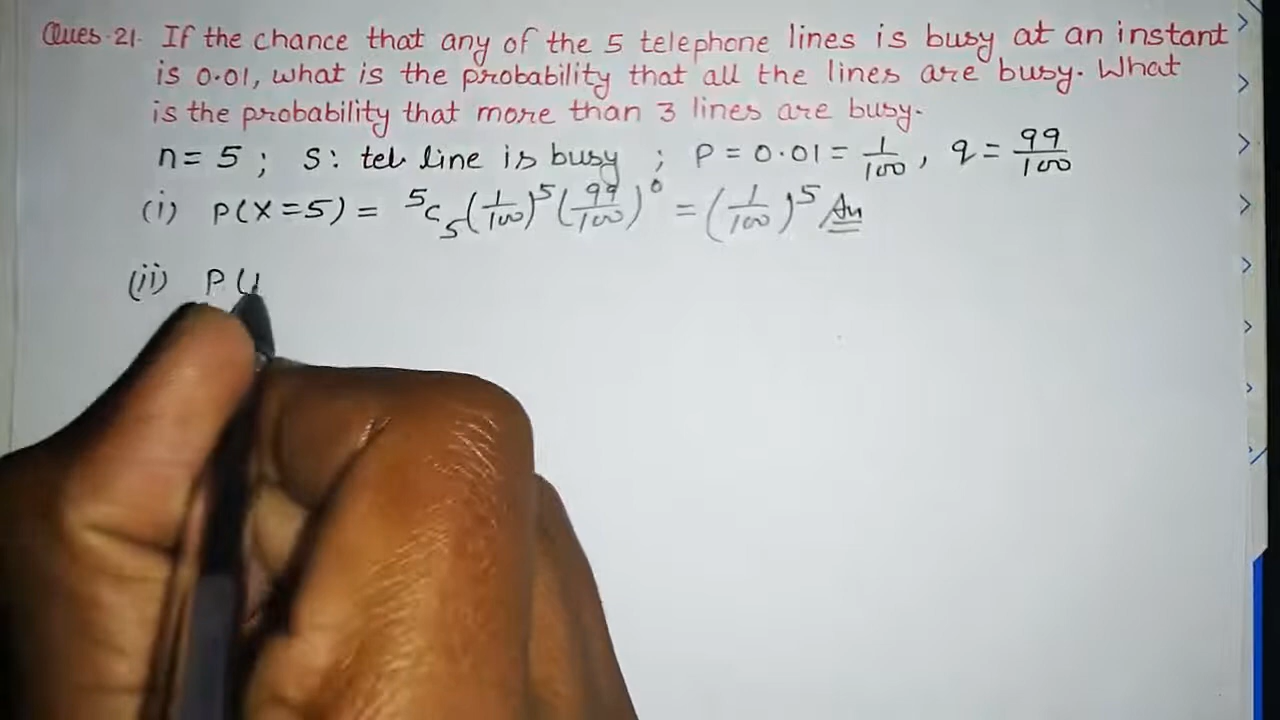 Ques.21. If the chance that any of the 5 telephone lines is busy at an instant
is 0.01, what is the probability that all the lines are busy. What
is the probability that more than 3 lines are busy.
n = 5 ; S : tel. line is busy ; P = 0.01 = 1/100 , q = 99/100
(i) P(X = 5) = ⁵C₅ (1/100)⁵ (99/100)⁰ = (1/100)⁵ An
(ii) P(